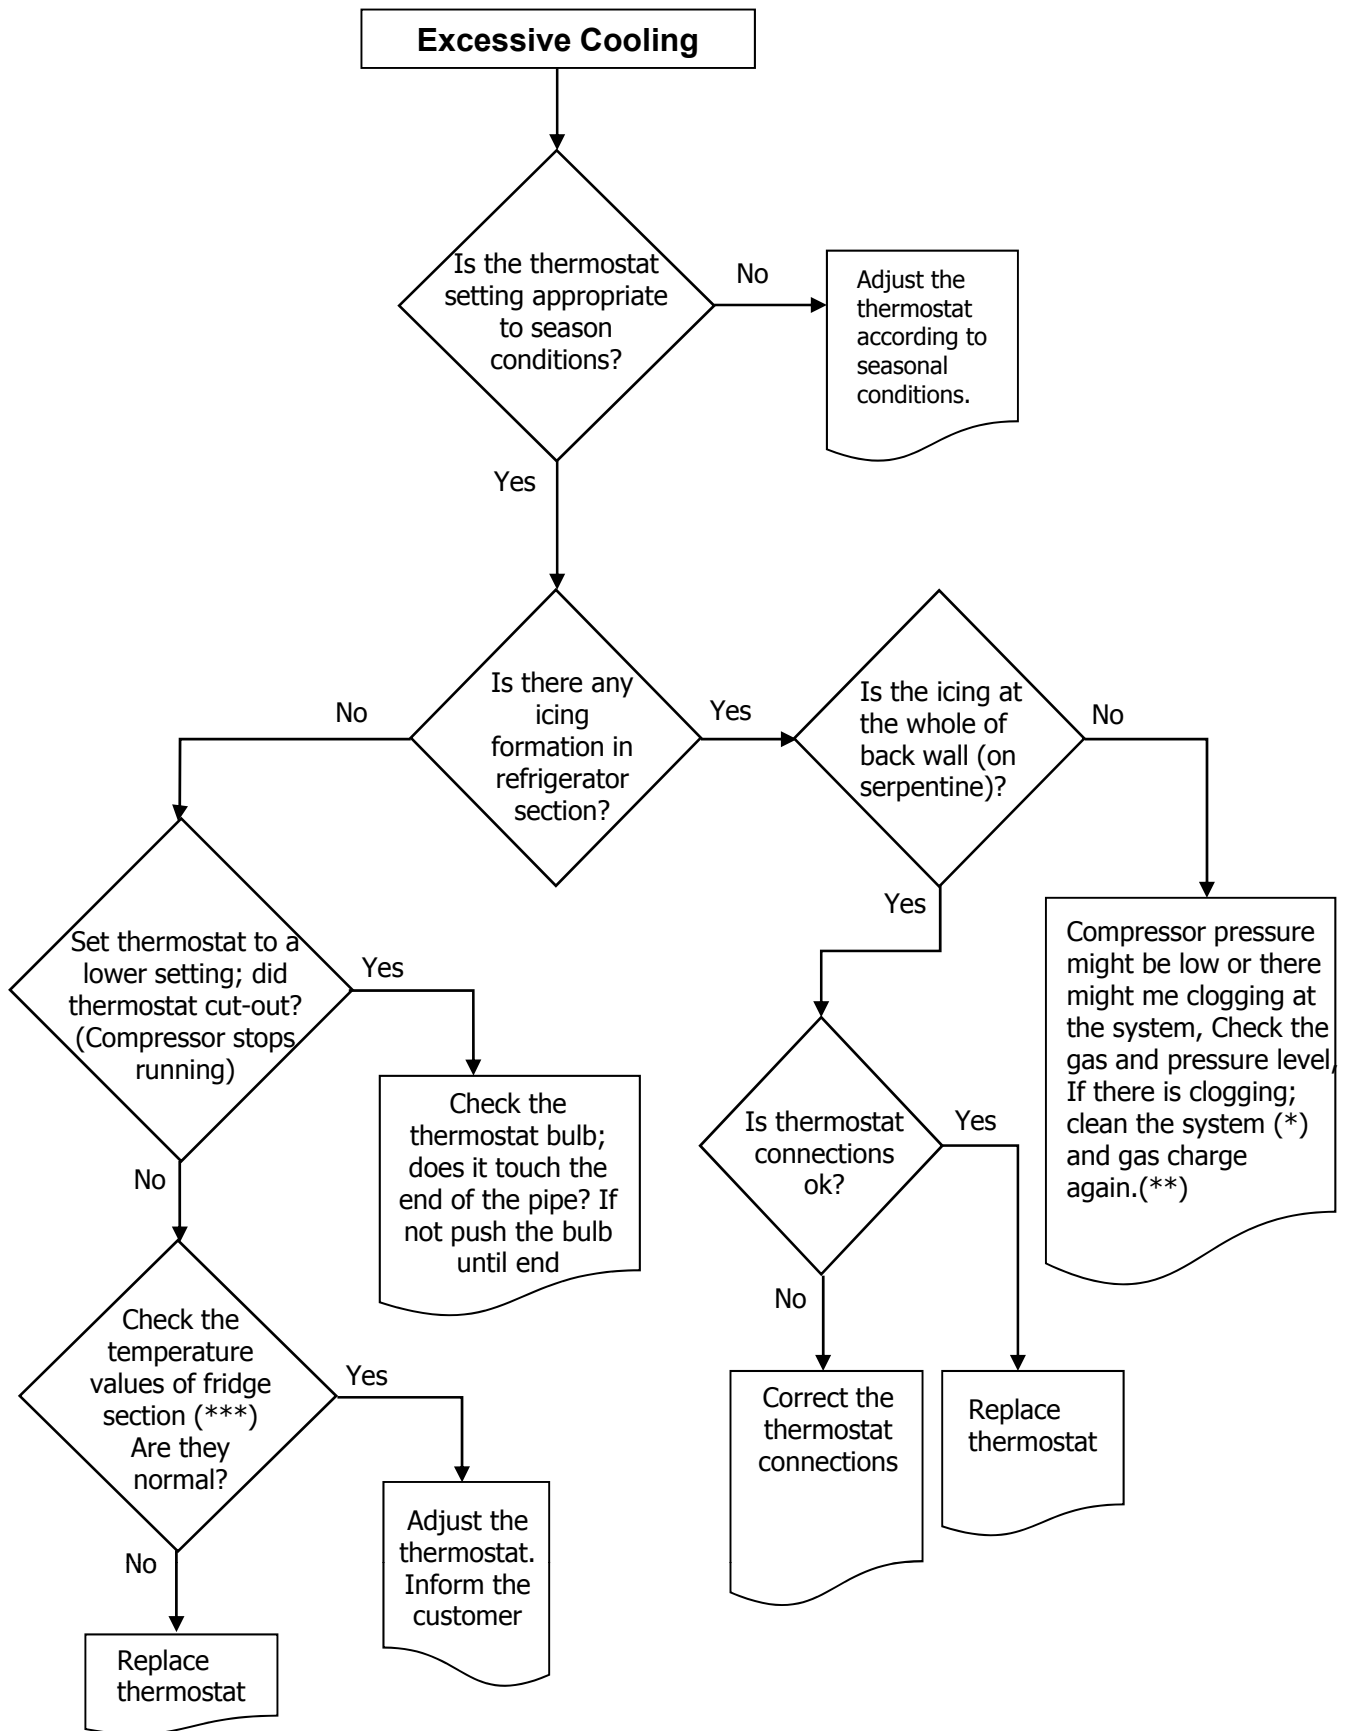 Excessive Cooling
Is the thermostat
setting appropriate
to season
conditions?
No
Adjust the
thermostat
according to
seasonal
conditions.
Yes
Is there any
icing
formation in
refrigerator
section?
No
Yes
Is the icing at
the whole of
back wall (on
serpentine)?
No
Yes
Set thermostat to a
lower setting; did
thermostat cut-out?
(Compressor stops
running)
Yes
No
Check the
thermostat bulb;
does it touch the
end of the pipe? If
not push the bulb
until end
Is thermostat
connections
ok?
Yes
No
Compressor pressure
might be low or there
might me clogging at
the system, Check the
gas and pressure level,
If there is clogging;
clean the system (*)
and gas charge
again.(**)
Check the
temperature
values of fridge
section (***)
Are they
normal?
Yes
No
Adjust the
thermostat.
Inform the
customer
Correct the
thermostat
connections
Replace
thermostat
Replace
thermostat